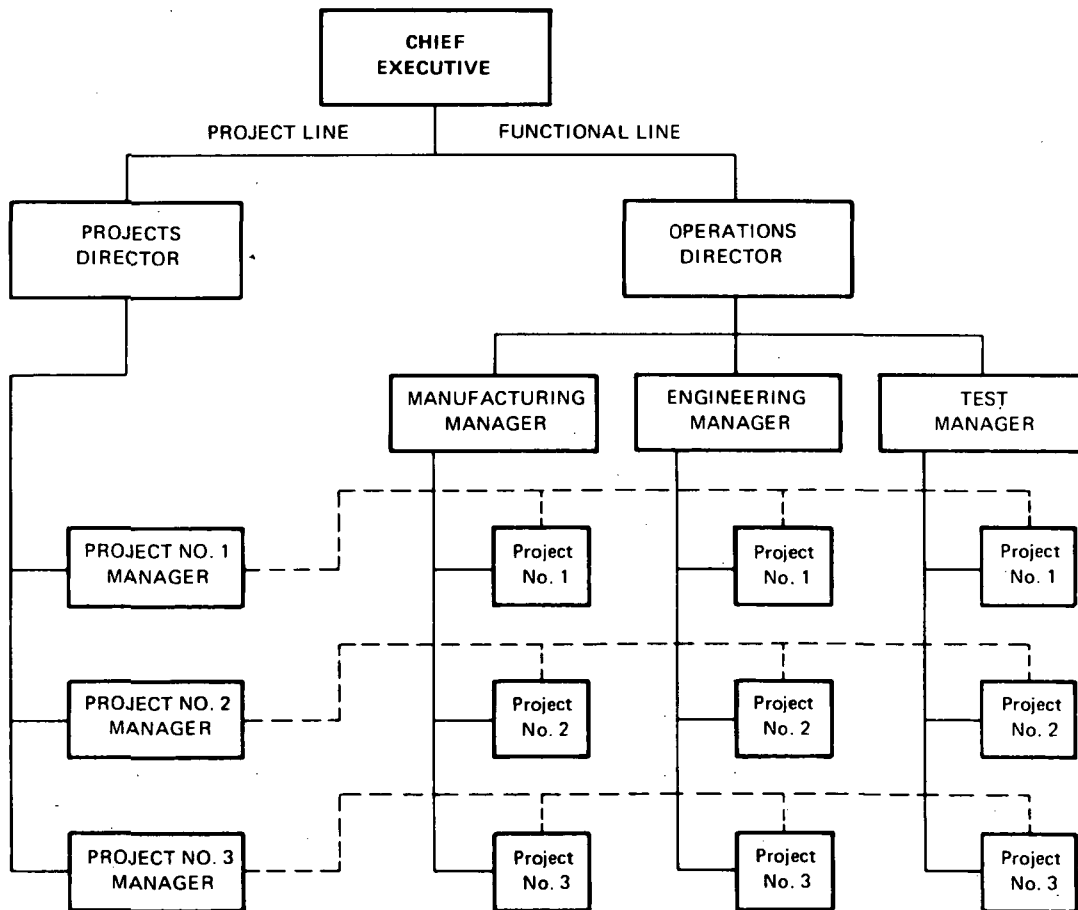 CHIEF
EXECUTIVE
PROJECT LINE
FUNCTIONAL LINE
PROJECTS
DIRECTOR
OPERATIONS
DIRECTOR
MANUFACTURING
MANAGER
ENGINEERING
MANAGER
TEST
MANAGER
PROJECT NO. 1
MANAGER
Project
No. 1
Project
No. 1
Project
No. 1
PROJECT NO. 2
MANAGER
Project
No. 2
Project
No. 2
Project
No. 2
PROJECT NO. 3
MANAGER
Project
No. 3
Project
No. 3
Project
No. 3